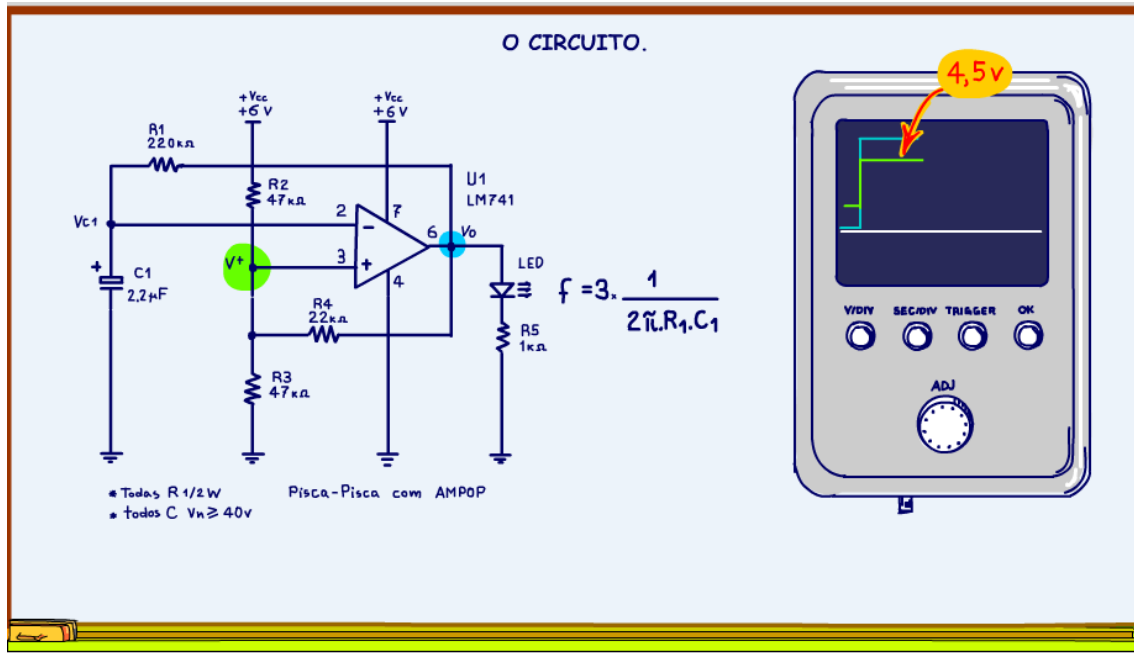 O CIRCUITO.
+Vcc
+6 V
+Vcc
+6 V
R1
220kΩ
R2
47kΩ
U1
LM741
Vc1
2
7
-
6
Vo
V+
3
+
4
+
C1
2,2µF
R4
22kΩ
LED
R5
1kΩ
R3
47kΩ
f = 3. 1
2π.R1.C1
* Todas R 1/2W
* todos C Vn ≥ 40v
Pisca-Pisca com AMPOP
4,5v
V/DIV SEC/DIV TRIGGER OK
ADJ